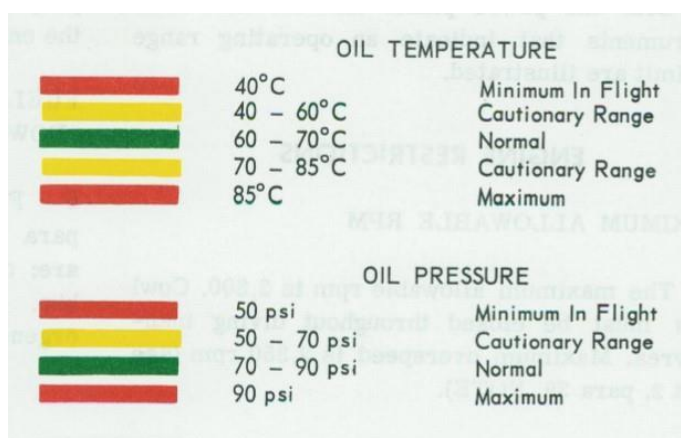 OIL TEMPERATURE
40°C Minimum In Flight
40 – 60°C Cautionary Range
60 – 70°C Normal
70 – 85°C Cautionary Range
85°C Maximum
OIL PRESSURE
50 psi Minimum In Flight
50 – 70 psi Cautionary Range
70 – 90 psi Normal
90 psi Maximum